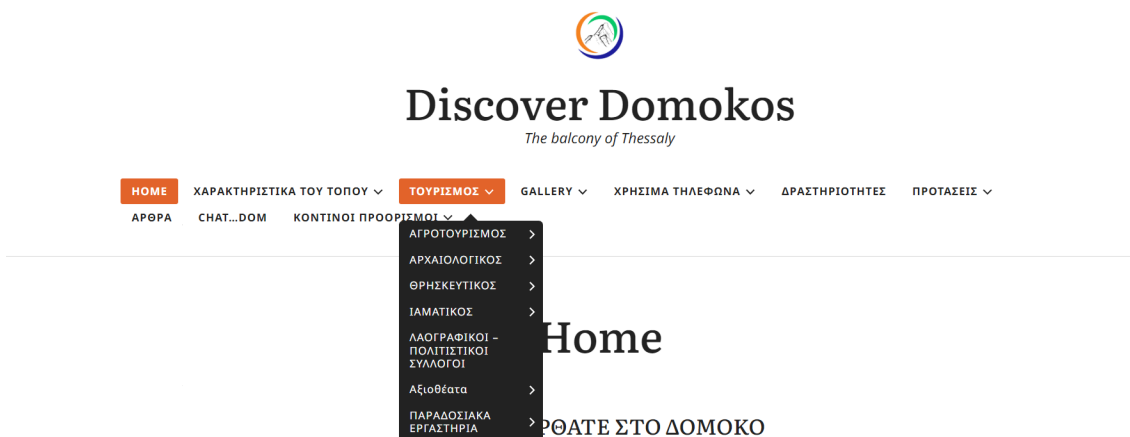 Discover Domokos
The balcony of Thessaly
HOME ΧΑΡΑΚΤΗΡΙΣΤΙΚΑ ΤΟΥ ΤΟΠΟΥ ΤΟΥΡΙΣΜΟΣ GALLERY ΧΡΗΣΙΜΑ ΤΗΛΕΦΩΝΑ ΔΡΑΣΤΗΡΙΟΤΗΤΕΣ ΠΡΟΤΑΣΕΙΣ
ΑΡΘΡΑ CHAT...DOM ΚΟΝΤΙΝΟΙ ΠΡΟΟΡΙΣΜΟΙ
ΑΓΡΟΤΟΥΡΙΣΜΟΣ
ΑΡΧΑΙΟΛΟΓΙΚΟΣ
ΘΡΗΣΚΕΥΤΙΚΟΣ
ΙΑΜΑΤΙΚΟΣ
ΛΑΟΓΡΑΦΙΚΟΙ –
ΠΟΛΙΤΙΣΤΙΚΟΙ
ΣΥΛΛΟΓΟΙ
Αξιοθέατα
ΠΑΡΑΔΟΣΙΑΚΑ
ΕΡΓΑΣΤΗΡΙΑ
Home
ΡΘΑΤΕ ΣΤΟ ΔΟΜΟΚΟ